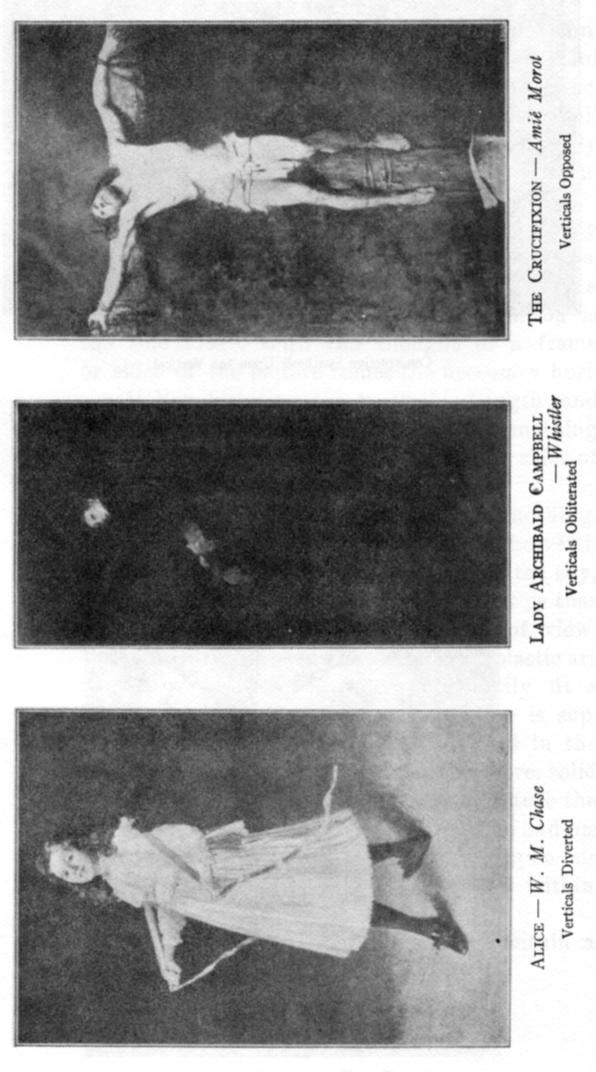 ALICE — W. M. Chase
Verticals Diverted
LADY ARCHIBALD CAMPBELL
— Whistler
Verticals Obliterated
THE CRUCIFIXION — Amié Morot
Verticals Opposed